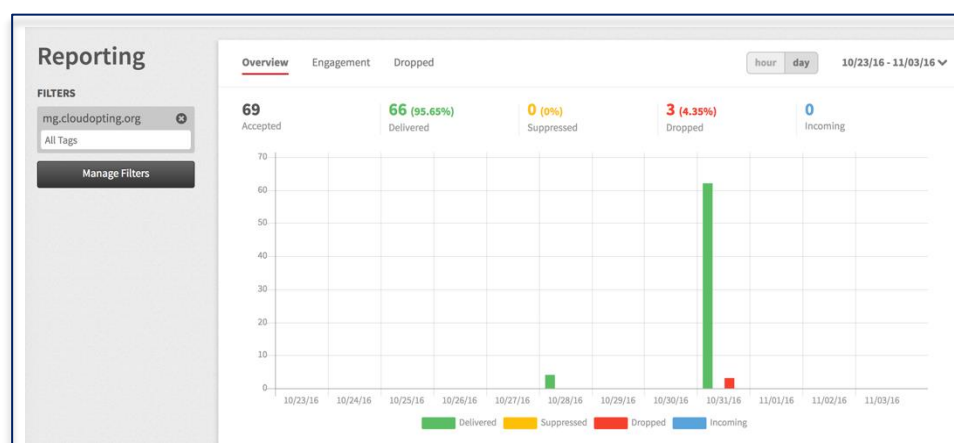 Reporting
FILTERS
mg.cloudopting.org
All Tags
Manage Filters
Overview Engagement Dropped hour day 10/23/16 - 11/03/16
69 66 (95.65%) 0 (0%) 3 (4.35%) 0
Accepted Delivered Suppressed Dropped Incoming
70
60
50
40
30
20
10
0
10/23/16 10/24/16 10/25/16 10/26/16 10/27/16 10/28/16 10/29/16 10/30/16 10/31/16 11/01/16 11/02/16 11/03/16
Delivered Suppressed Dropped Incoming